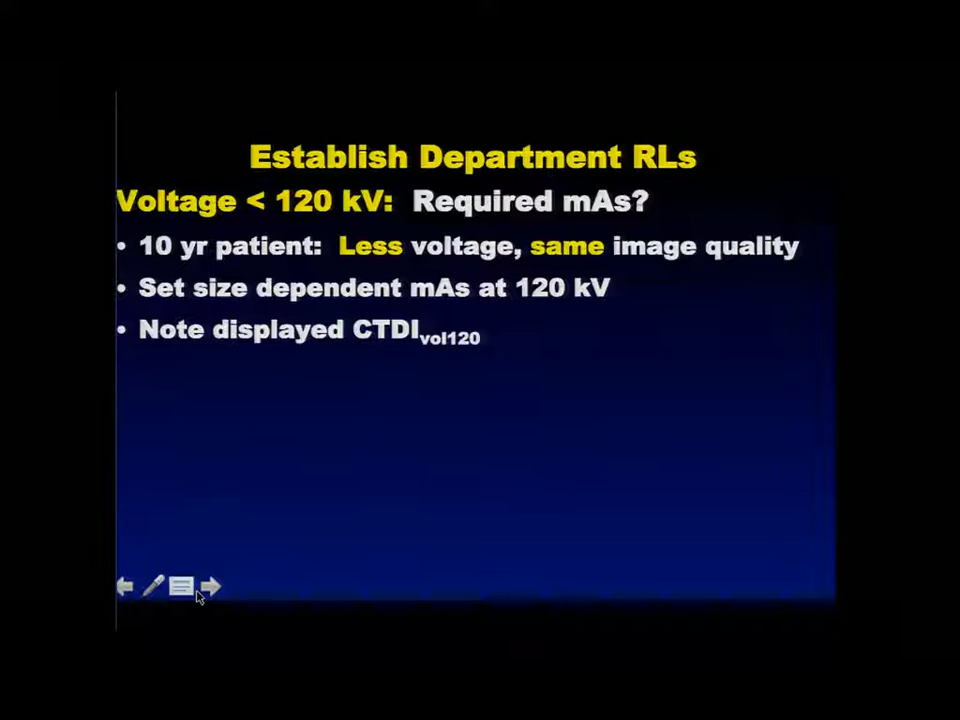 Establish Department RLs
Voltage < 120 kV: Required mAs?
• 10 yr patient: Less voltage, same image quality
• Set size dependent mAs at 120 kV
• Note displayed CTDIvol120